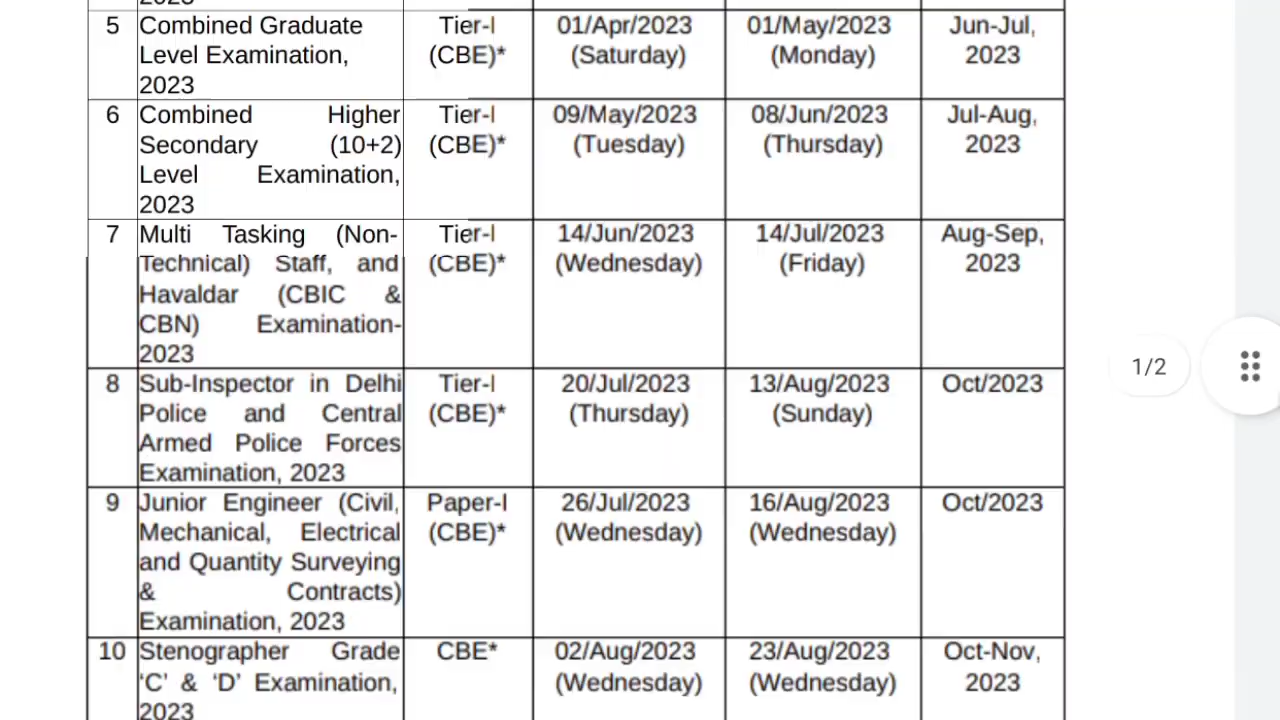 2023
5 Combined Graduate Tier-I 01/Apr/2023 01/May/2023 Jun-Jul,
Level Examination, (CBE)* (Saturday) (Monday) 2023
2023
6 Combined Higher Tier-I 09/May/2023 08/Jun/2023 Jul-Aug,
Secondary (10+2) (CBE)* (Tuesday) (Thursday) 2023
Level Examination,
2023
7 Multi Tasking (Non- Tier-I 14/Jun/2023 14/Jul/2023 Aug-Sep,
Technical) Staff, and (CBE)* (Wednesday) (Friday) 2023
Havaldar (CBIC &
CBN) Examination-
2023
8 Sub-Inspector in Delhi Tier-I 20/Jul/2023 13/Aug/2023 Oct/2023
Police and Central (CBE)* (Thursday) (Sunday)
Armed Police Forces
Examination, 2023
9 Junior Engineer (Civil, Paper-I 26/Jul/2023 16/Aug/2023 Oct/2023
Mechanical, Electrical (CBE)* (Wednesday) (Wednesday)
and Quantity Surveying
& Contracts)
Examination, 2023
10 Stenographer Grade CBE* 02/Aug/2023 23/Aug/2023 Oct-Nov,
‘C’ & ‘D’ Examination, (Wednesday) (Wednesday) 2023
2023
1/2